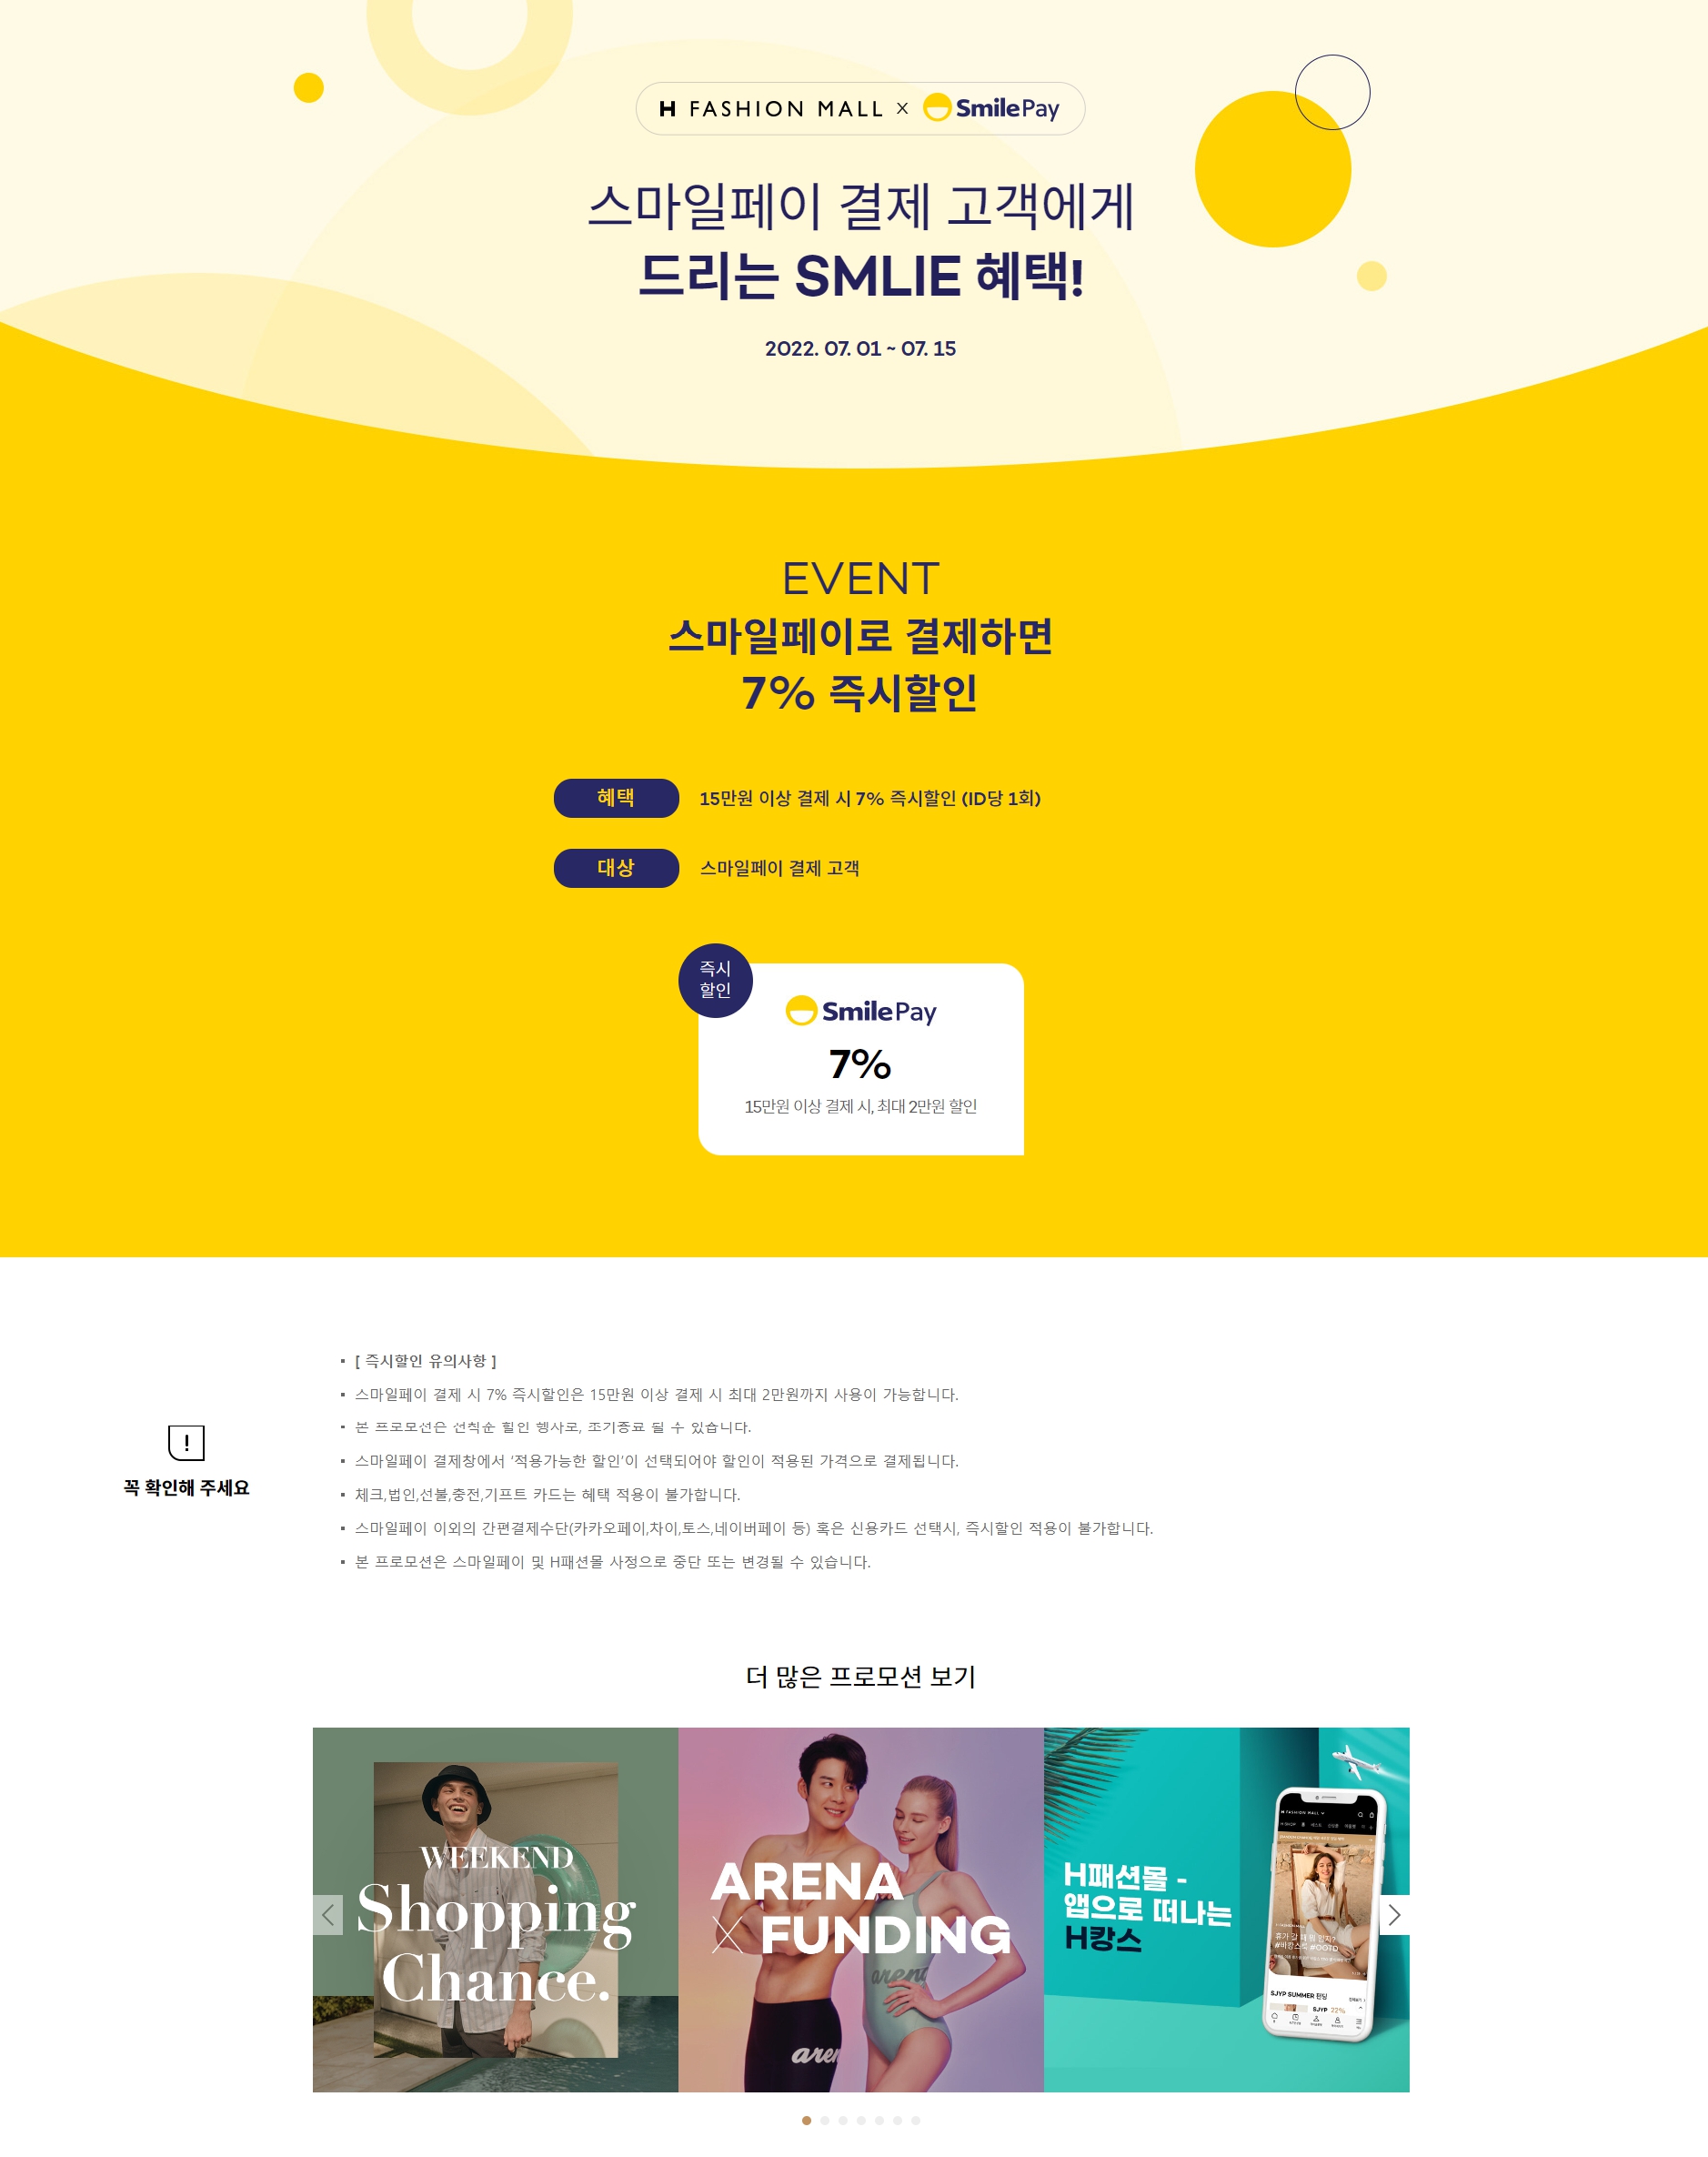 H FASHION MALL x SmilePay
스마일페이 결제 고객에게
드리는 SMLIE 혜택!
2022. 07. 01 ~ 07. 15
EVENT
스마일페이로 결제하면
7% 즉시할인
혜택 15만원 이상 결제 시 7% 즉시할인 (ID당 1회)
대상 스마일페이 결제 고객
즉시
할인
SmilePay
7%
15만원 이상 결제 시, 최대 2만원 할인
꼭 확인해 주세요
[ 즉시할인 유의사항 ]
스마일페이 결제 시 7% 즉시할인은 15만원 이상 결제 시 최대 2만원까지 사용이 가능합니다.
본 프로모션은 선착순 할인 행사로, 조기종료 될 수 있습니다.
스마일페이 결제창에서 ‘적용가능한 할인’이 선택되어야 할인이 적용된 가격으로 결제됩니다.
체크,법인,선불,충전,기프트 카드는 혜택 적용이 불가합니다.
스마일페이 이외의 간편결제수단(카카오페이,차이,토스,네이버페이 등) 혹은 신용카드 선택시, 즉시할인 적용이 불가합니다.
본 프로모션은 스마일페이 및 H패션몰 사정으로 중단 또는 변경될 수 있습니다.
더 많은 프로모션 보기
WEEKEND
Shopping
Chance.
ARENA
X FUNDING
arena
aren
H패션몰 -
앱으로 떠나는
H캉스
H FASHION MALL
#바캉스룩 #OOTD
SJYP SUMMER 펀딩
SJYP 22%